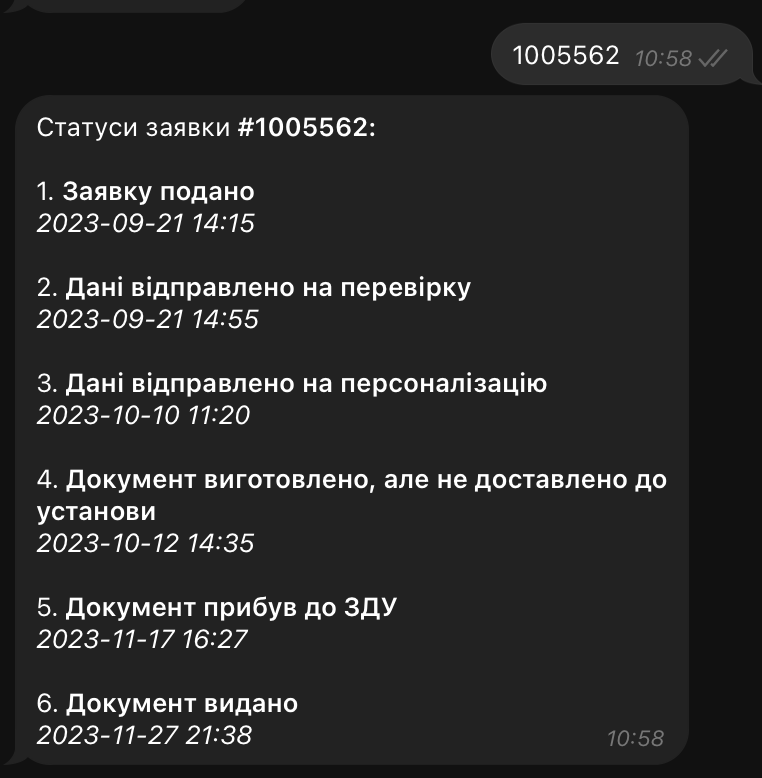 1005562 10:58
Статуси заявки #1005562:
1. Заявку подано
2023-09-21 14:15
2. Дані відправлено на перевірку
2023-09-21 14:55
3. Дані відправлено на персоналізацію
2023-10-10 11:20
4. Документ виготовлено, але не доставлено до
установи
2023-10-12 14:35
5. Документ прибув до ЗДУ
2023-11-17 16:27
6. Документ видано
2023-11-27 21:38 10:58